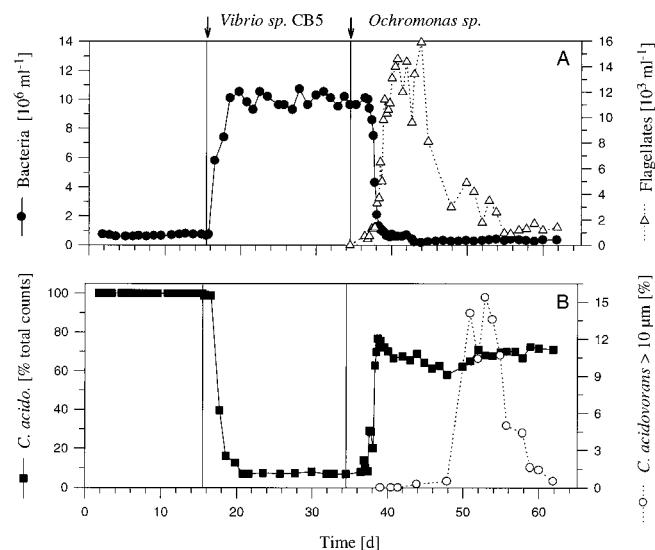 Vibrio sp. CB5
Ochromonas sp.
A
14
12
10
8
6
4
2
0
Bacteria [10⁶ ml⁻¹]
16
14
12
10
8
6
4
2
0
Flagellates [10³ ml⁻¹]
B
100
80
60
40
20
0
C. acido. [% total counts]
15
12
9
6
3
0
C. acidovorans > 10 µm [%]
0 10 20 30 40 50 60
Time [d]